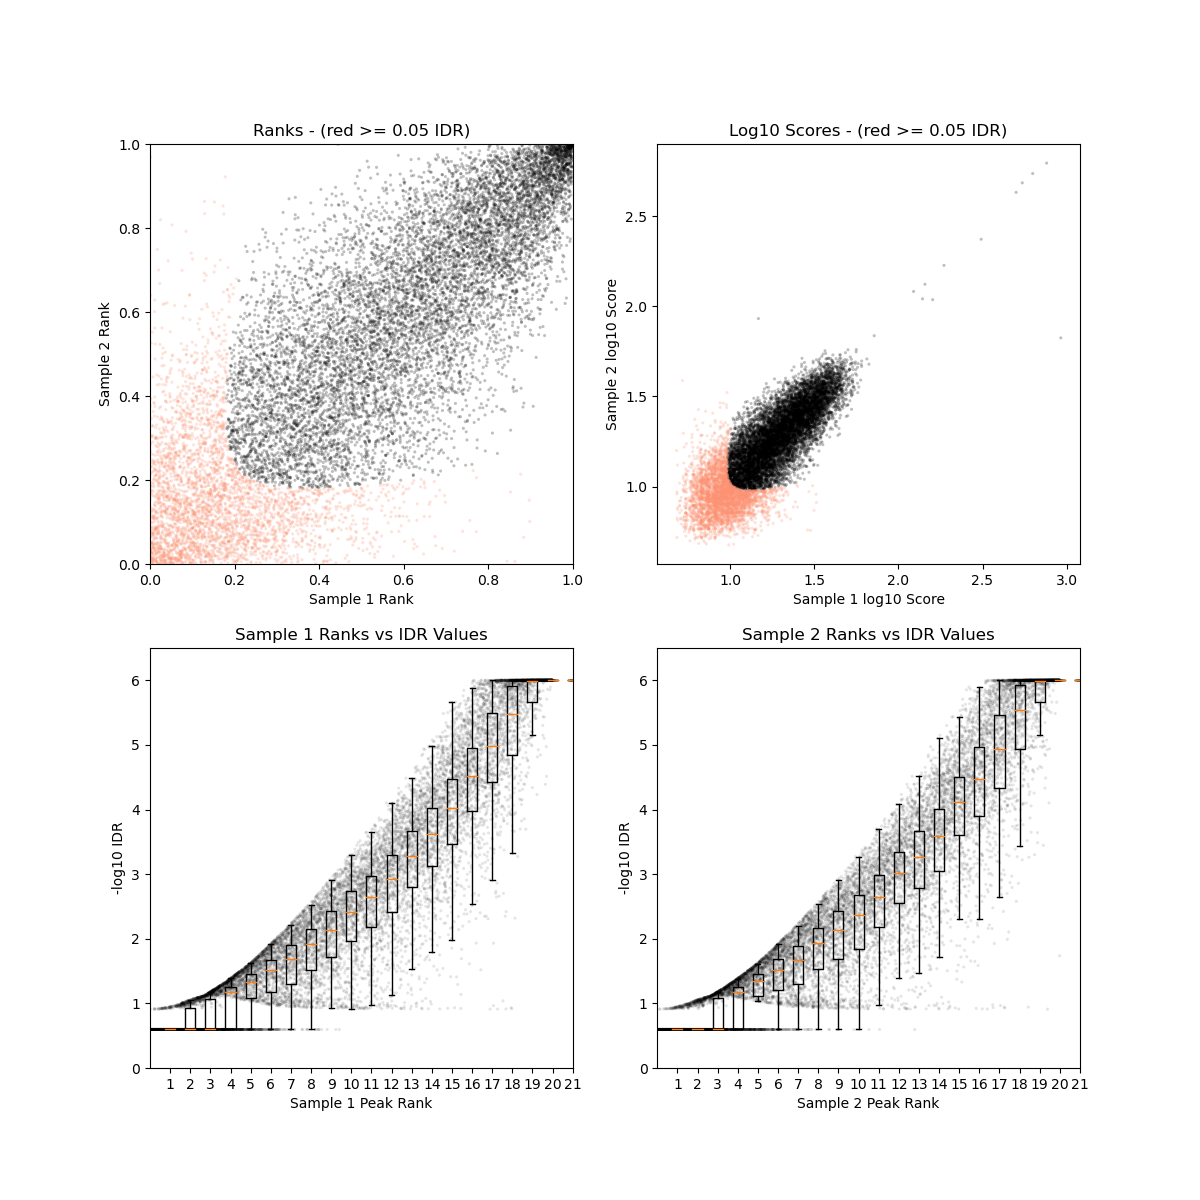 Ranks - (red >= 0.05 IDR)
1.0
0.8
0.6
0.4
0.2
0.0
Sample 2 Rank
0.0 0.2 0.4 0.6 0.8 1.0
Sample 1 Rank
Log10 Scores - (red >= 0.05 IDR)
2.5
2.0
1.5
1.0
Sample 2 log10 Score
1.0 1.5 2.0 2.5 3.0
Sample 1 log10 Score
Sample 1 Ranks vs IDR Values
6
5
4
3
2
1
0
-log10 IDR
1 2 3 4 5 6 7 8 9 10 11 12 13 14 15 16 17 18 19 20 21
Sample 1 Peak Rank
Sample 2 Ranks vs IDR Values
6
5
4
3
2
1
0
-log10 IDR
1 2 3 4 5 6 7 8 9 10 11 12 13 14 15 16 17 18 19 20 21
Sample 2 Peak Rank